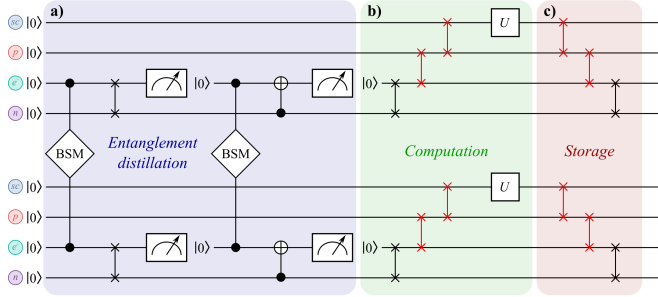 a) b) c)
sc |0⟩ U
p |0⟩
e |0⟩ |0⟩ |0⟩
n |0⟩
BSM Entanglement distillation BSM Computation Storage
sc |0⟩ U
p |0⟩
e |0⟩ |0⟩ |0⟩
n |0⟩